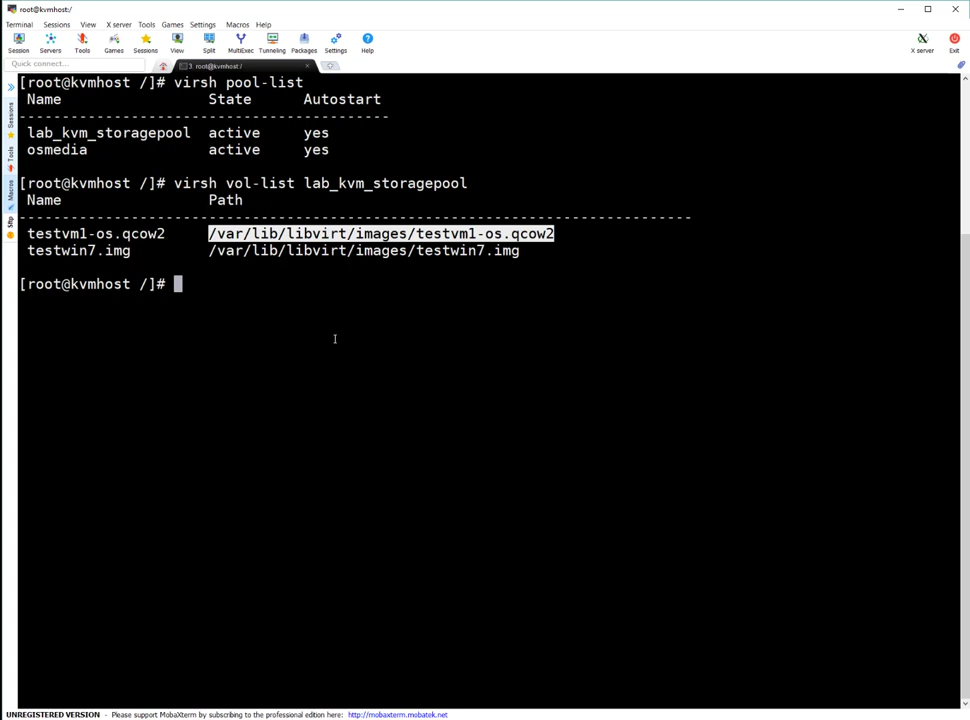 root@kvmhost:/
Terminal Sessions View X server Tools Games Settings Macros Help
Session Servers Tools Games Sessions View Split MultiExec Tunneling Packages Settings Help X server Exit
Quick connect...
3. root@kvmhost /
Sessions
Tools
Macros
Sftp
[root@kvmhost /]# virsh pool-list
Name State Autostart
-------------------------------------------
lab_kvm_storagepool active yes
osmedia active yes
[root@kvmhost /]# virsh vol-list lab_kvm_storagepool
Name Path
------------------------------------------------------------------------------
testvm1-os.qcow2 /var/lib/libvirt/images/testvm1-os.qcow2
testwin7.img /var/lib/libvirt/images/testwin7.img
[root@kvmhost /]#
UNREGISTERED VERSION - Please support MobaXterm by subscribing to the professional edition here: http://mobaxterm.mobatek.net